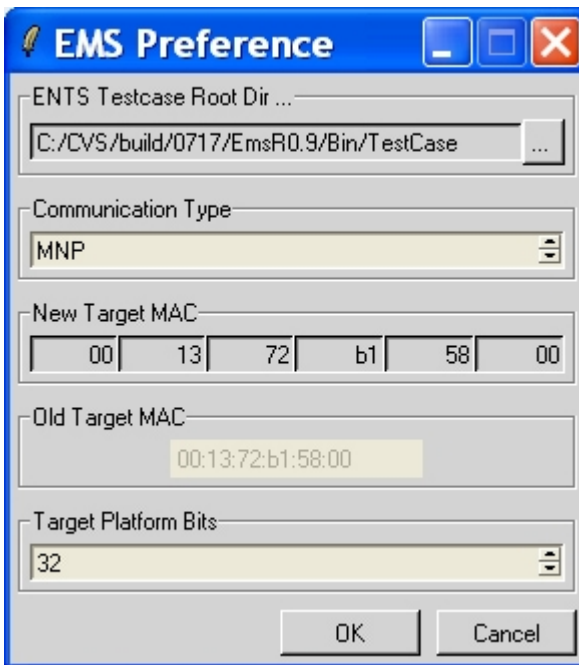 EMS Preference
ENTS Testcase Root Dir ...
C:/CVS/build/0717/EmsR0.9/Bin/TestCase ...
Communication Type
MNP
New Target MAC
00 13 72 b1 58 00
Old Target MAC
00:13:72:b1:58:00
Target Platform Bits
32
OK Cancel